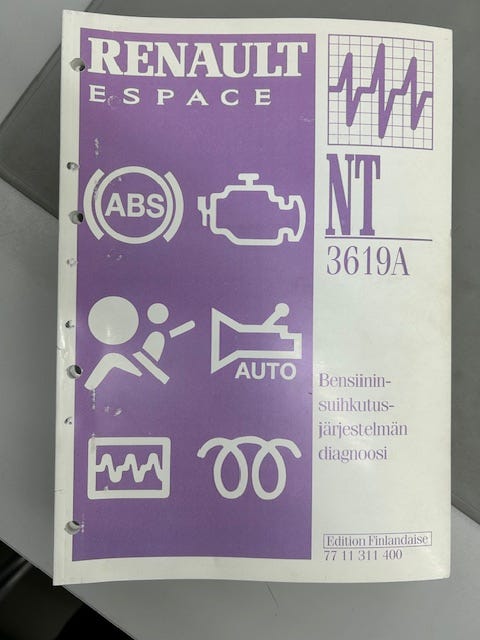 RENAULT
ESPACE
ABS
AUTO
NT
3619A
Bensiinin-
suihkutus-
järjestelmän
diagnoosi
Edition Finlandaise
77 11 311 400